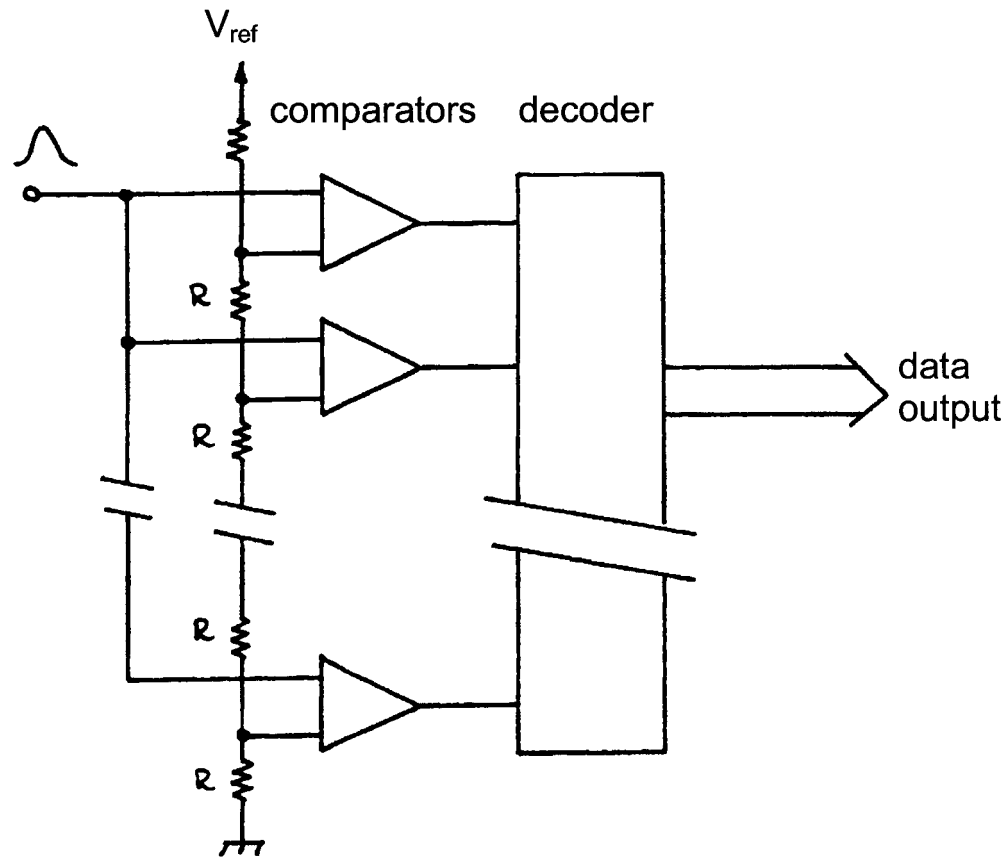 V_ref
comparators decoder
R
R
data
output
R
R